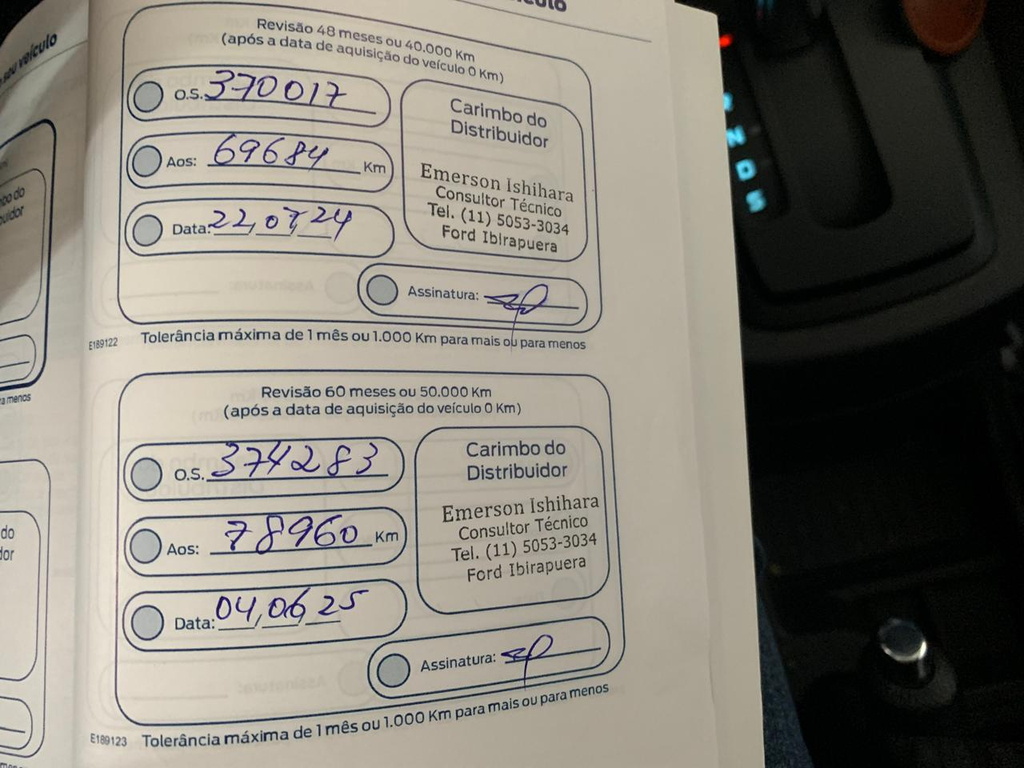 sou veículo
culo
Revisão 48 meses ou 40.000 Km
(após a data de aquisição do veículo 0 Km)
O.S. 370017
Aos: 69684 Km
Data: 22,07,24
Carimbo do
Distribuidor
Emerson Ishihara
Consultor Técnico
Tel. (11) 5053-3034
Ford Ibirapuera
Assinatura:
E189122 Tolerância máxima de 1 mês ou 1.000 Km para mais ou para menos
Revisão 60 meses ou 50.000 Km
(após a data de aquisição do veículo 0 Km)
O.S. 374283
Aos: 78960 Km
Data: 04,06,25
Carimbo do
Distribuidor
Emerson Ishihara
Consultor Técnico
Tel. (11) 5053-3034
Ford Ibirapuera
Assinatura:
E189123 Tolerância máxima de 1 mês ou 1.000 Km para mais ou para menos
R
N
D
S